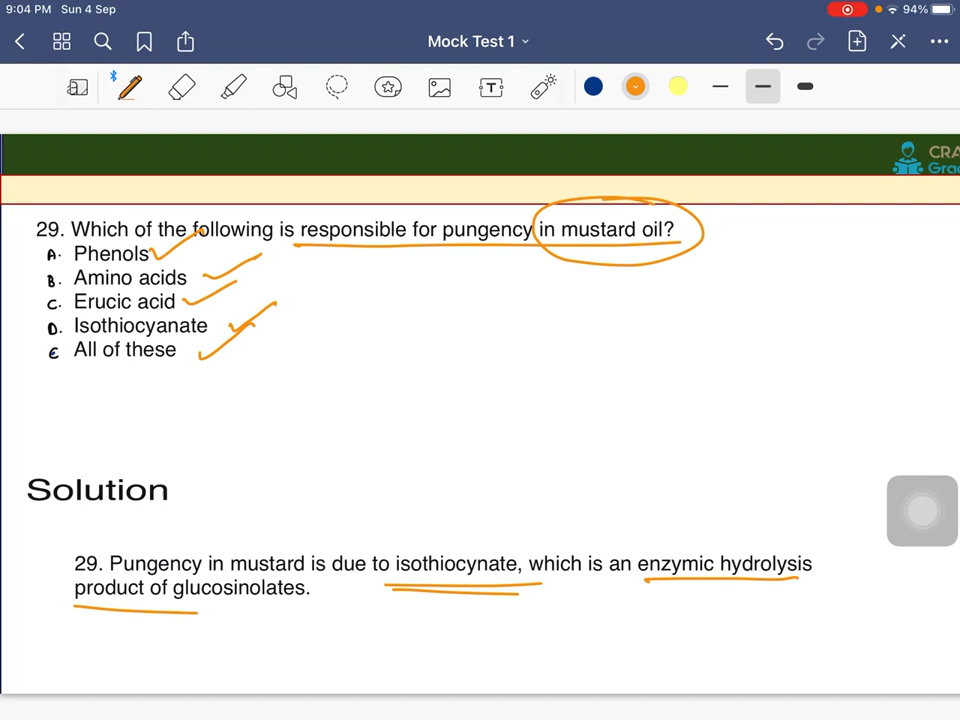 9:04 PM Sun 4 Sep
94%
Mock Test 1
T
CRA
Grad
29. Which of the following is responsible for pungency in mustard oil?
A. Phenols
B. Amino acids
C. Erucic acid
D. Isothiocyanate
E All of these
Solution
29. Pungency in mustard is due to isothiocynate, which is an enzymic hydrolysis
product of glucosinolates.